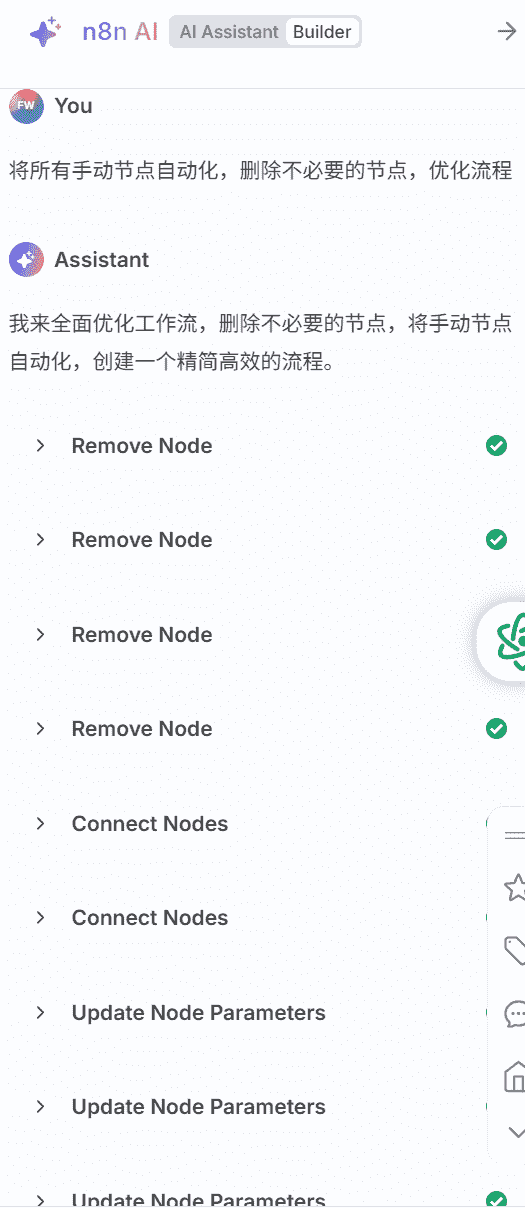 n8n AI AI Assistant Builder
FW You
将所有手动节点自动化，删除不必要的节点，优化流程
Assistant
我来全面优化工作流，删除不必要的节点，将手动节点
自动化，创建一个精简高效的流程。
Remove Node
Remove Node
Remove Node
Remove Node
Connect Nodes
Connect Nodes
Update Node Parameters
Update Node Parameters
Update Node Parameters